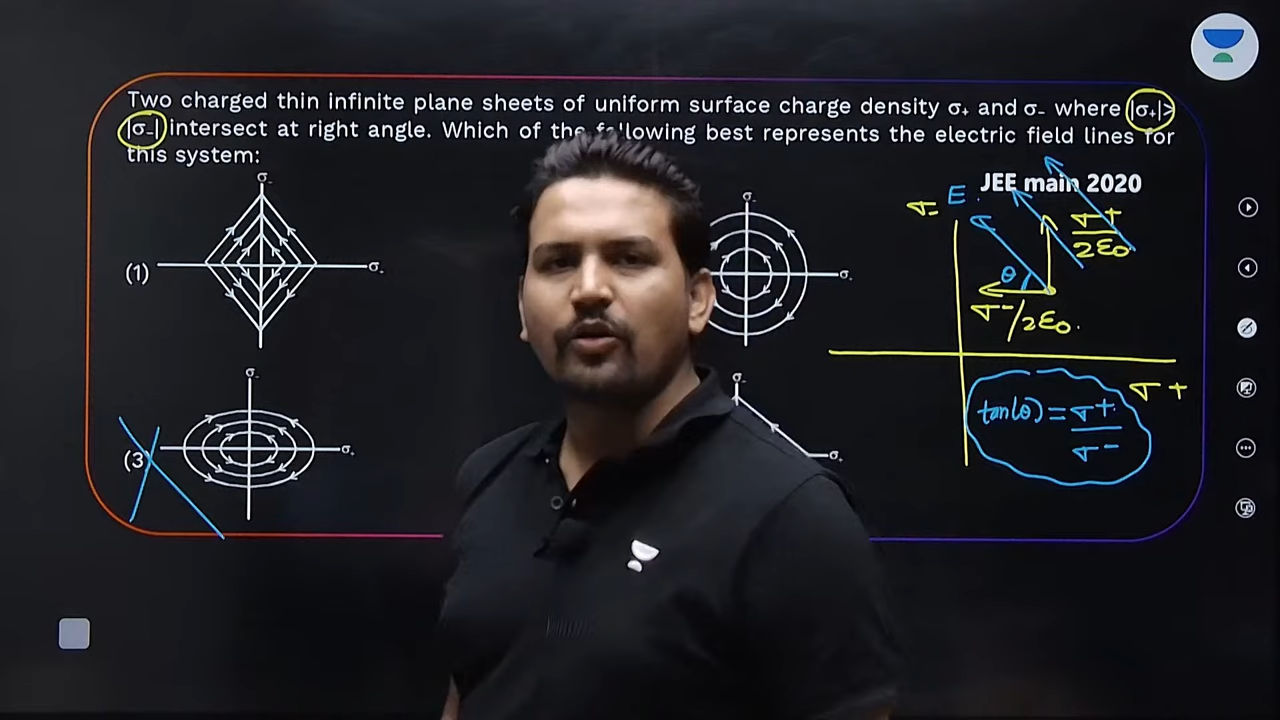 Two charged thin infinite plane sheets of uniform surface charge density σ₊ and σ₋ where |σ₊|>
|σ₋| intersect at right angle. Which of the following best represents the electric field lines for
this system:
JEE main 2020
(1)
σ₋
σ₊
σ₋
σ₊
(3
σ₋
σ₊
σ₋
σ₊
σ-
E
σ+
2ε₀
θ
σ-/2ε₀.
σ+
tan(θ) = σ+
σ-